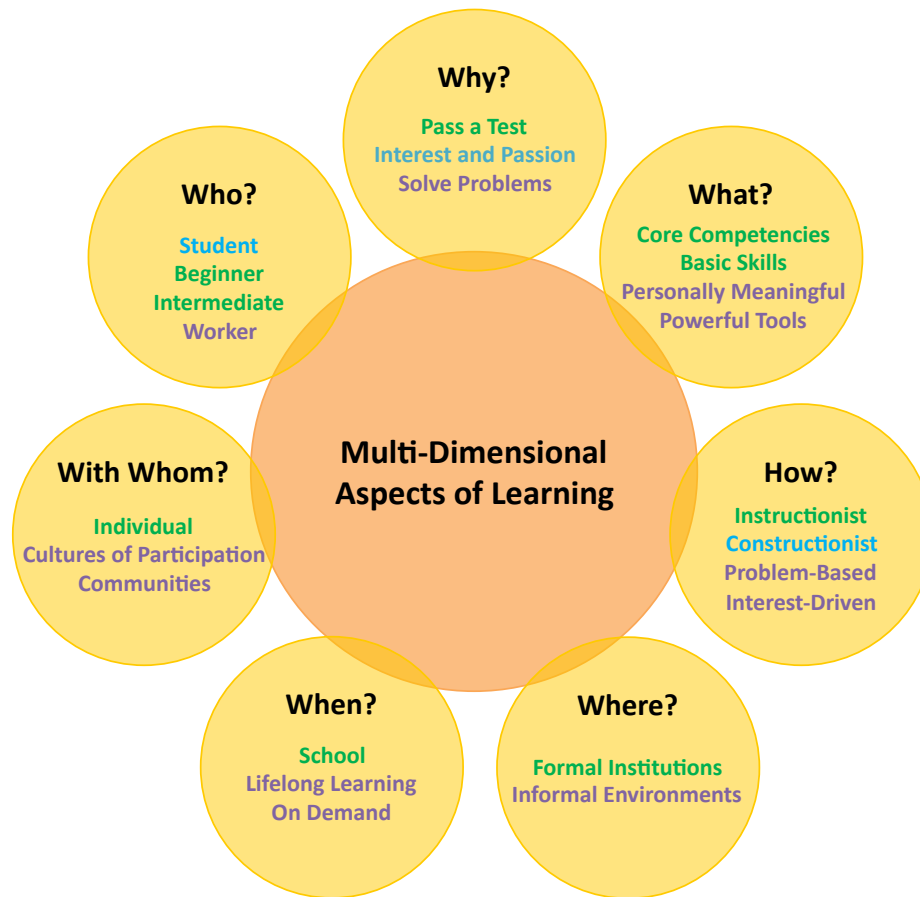 Why?
Pass a Test
Interest and Passion
Solve Problems
What?
Core Competencies
Basic Skills
Personally Meaningful
Powerful Tools
How?
Instructionist
Constructionist
Problem-Based
Interest-Driven
Where?
Formal Institutions
Informal Environments
When?
School
Lifelong Learning
On Demand
With Whom?
Individual
Cultures of Participation
Communities
Who?
Student
Beginner
Intermediate
Worker
Multi-Dimensional
Aspects of Learning